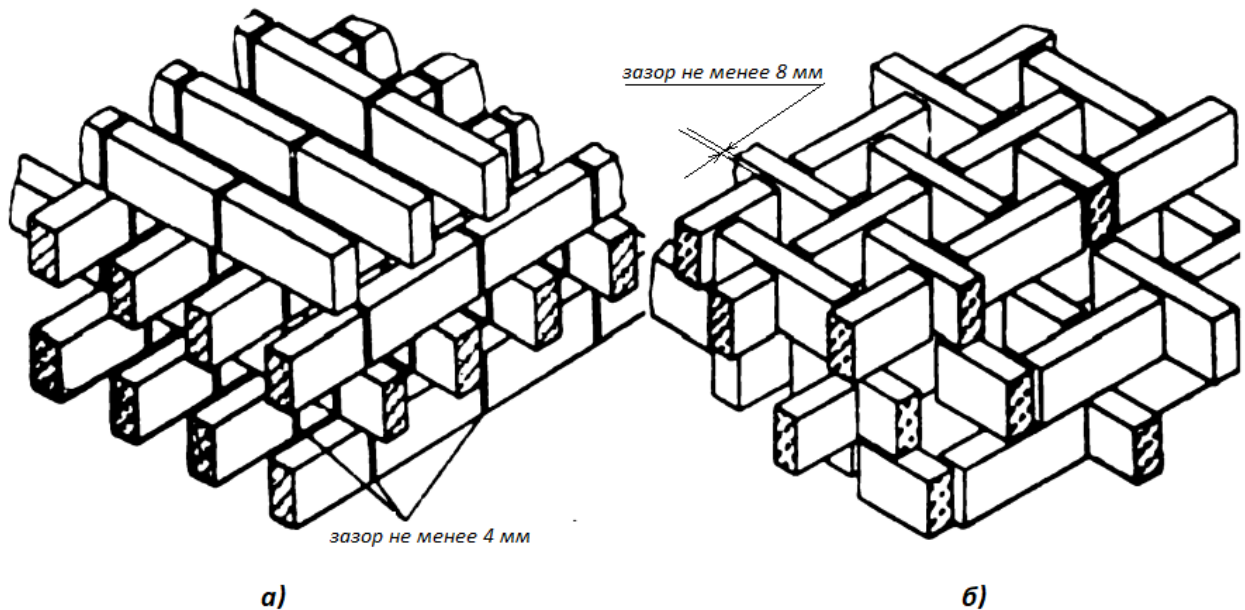 зазор не менее 8 мм
зазор не менее 4 мм
а)
б)